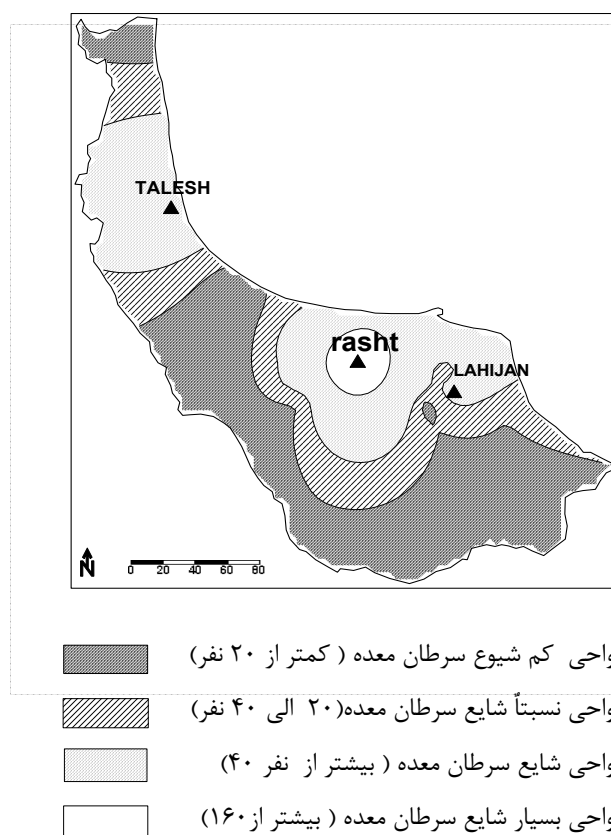 TALESH
rasht
LAHIJAN
N
0 20 40 60 80
واحی کم شیوع سرطان معده ( کمتر از ۲۰ نفر)
واحی نسبتاً شایع سرطان معده(۲۰ الی ۴۰ نفر)
واحی شایع سرطان معده ( بیشتر از نفر ۴۰)
واحی بسیار شایع سرطان معده ( بیشتر از۱۶۰)